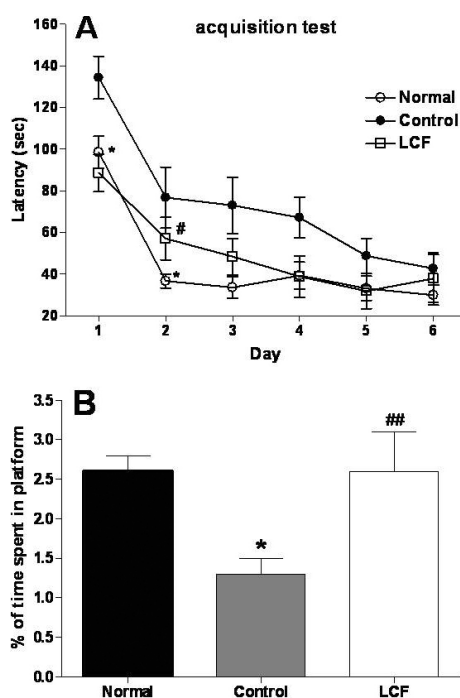 A
acquisition test
160
140
120
100
80
60
40
20
Latency (sec)
Normal
Control
LCF
*
#
*
1 2 3 4 5 6
Day
B
3.5
3.0
2.5
2.0
1.5
1.0
0.5
0.0
% of time spent in platform
*
##
Normal Control LCF